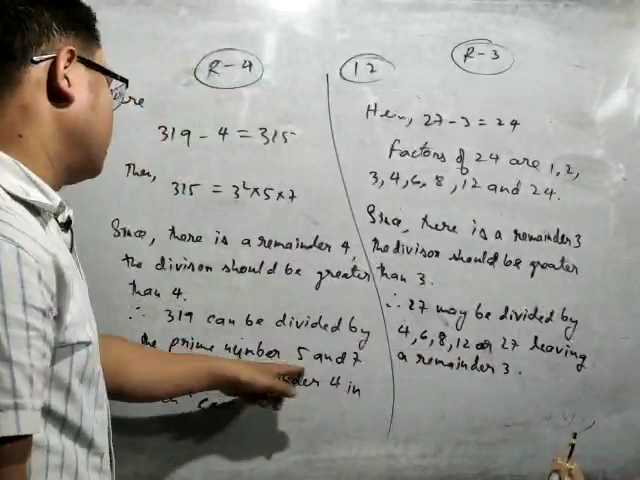 R-4
ere
319 - 4 = 315
Then,
315 = 3²×5×7
Since, there is a remainder 4,
the divison should be greater
than 4.
∴ 319 can be divided by
the prime number 5 and 7
nder 4 in
12
R-3
Here, 27-3 = 24
Factors of 24 are 1, 2,
3, 4, 6, 8, 12 and 24.
Since, there is a remainder 3
the divison should be greater
than 3.
∴ 27 may be divided by
4, 6, 8, 12 or 27 leaving
a remainder 3.